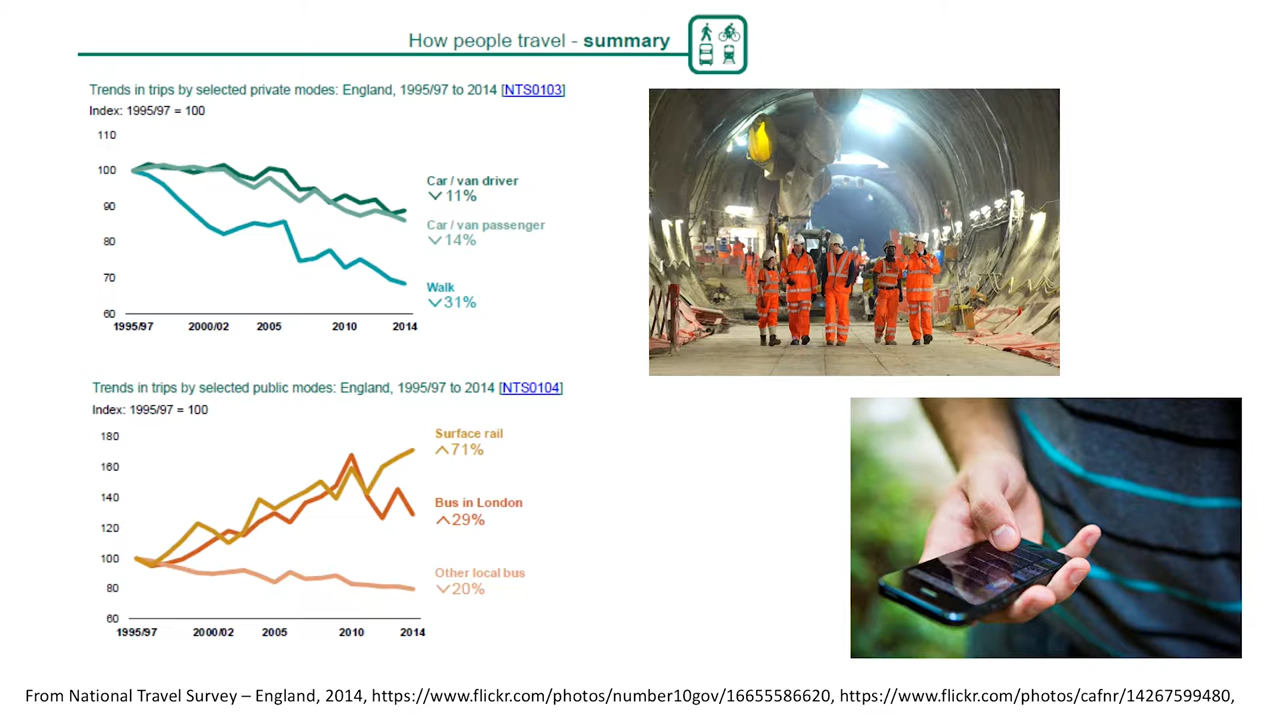 How people travel - summary
Trends in trips by selected private modes: England, 1995/97 to 2014 [NTS0103]
Index: 1995/97 = 100
110
100
90
80
70
60
1995/97 2000/02 2005 2010 2014
Car / van driver
11%
Car / van passenger
14%
Walk
31%
Trends in trips by selected public modes: England, 1995/97 to 2014 [NTS0104]
Index: 1995/97 = 100
180
160
140
120
100
80
60
1995/97 2000/02 2005 2010 2014
Surface rail
71%
Bus in London
29%
Other local bus
20%
From National Travel Survey – England, 2014, https://www.flickr.com/photos/number10gov/16655586620, https://www.flickr.com/photos/cafnr/14267599480,